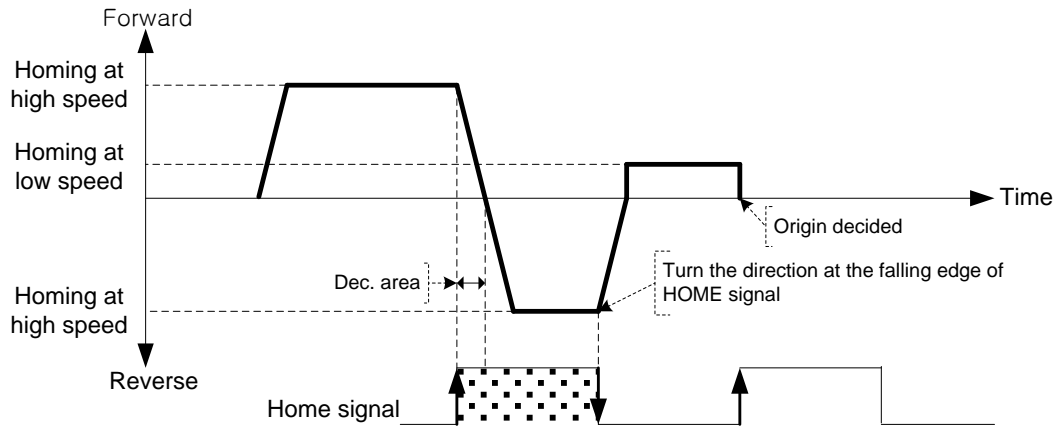 Forward
Homing at
high speed
Homing at
low speed
Time
Origin decided
Dec. area
Turn the direction at the falling edge of
HOME signal
Homing at
high speed
Reverse
Home signal